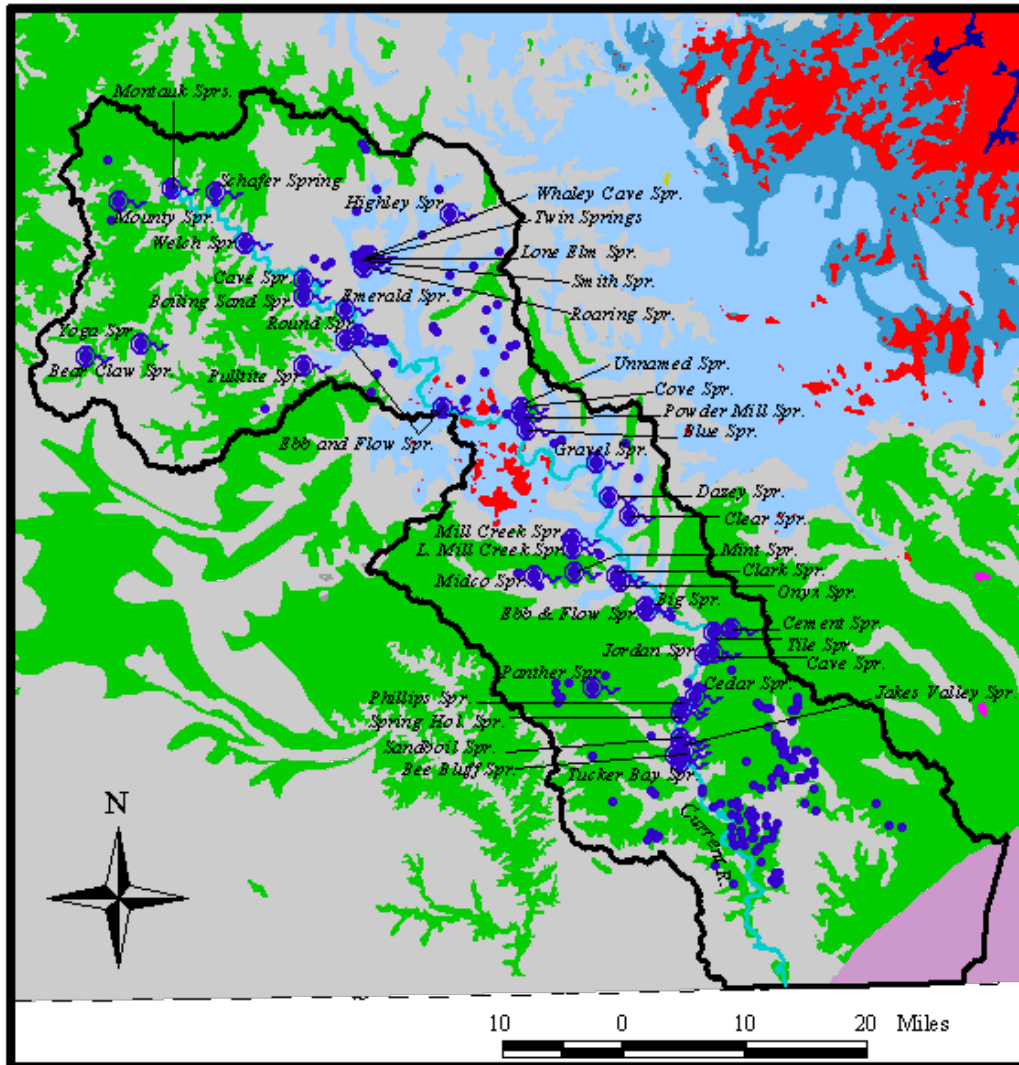 Montauk Sprs.
Schafer Spring
Whaley Cave Spr.
Highley Spr.
Mounty Spr.
Twin Springs
Welch Spr.
Lone Elm Spr.
Cave Spr.
Smith Spr.
Boiling Sand Spr.
Emerald Spr.
Roaring Spr.
Yoga Spr.
Round Spr.
Bear Claw Spr.
Pulltite Spr.
Unnamed Spr.
Cove Spr.
Powder Mill Spr.
Blue Spr.
Ebb and Flow Spr.
Gravel Spr.
Dazey Spr.
Clear Spr.
Mill Creek Spr.
L. Mill Creek Spr.
Mint Spr.
Midco Spr.
Clark Spr.
Onyx Spr.
Big Spr.
Ebb & Flow Spr.
Cement Spr.
Tile Spr.
Jordan Spr.
Cave Spr.
Panther Spr.
Cedar Spr.
Jakes Valley Spr.
Phillips Spr.
Spring Hol. Spr.
Sandboil Spr.
Bee Bluff Spr.
Tucker Bay Spr.
Current R.
N
10 0 10 20 Miles